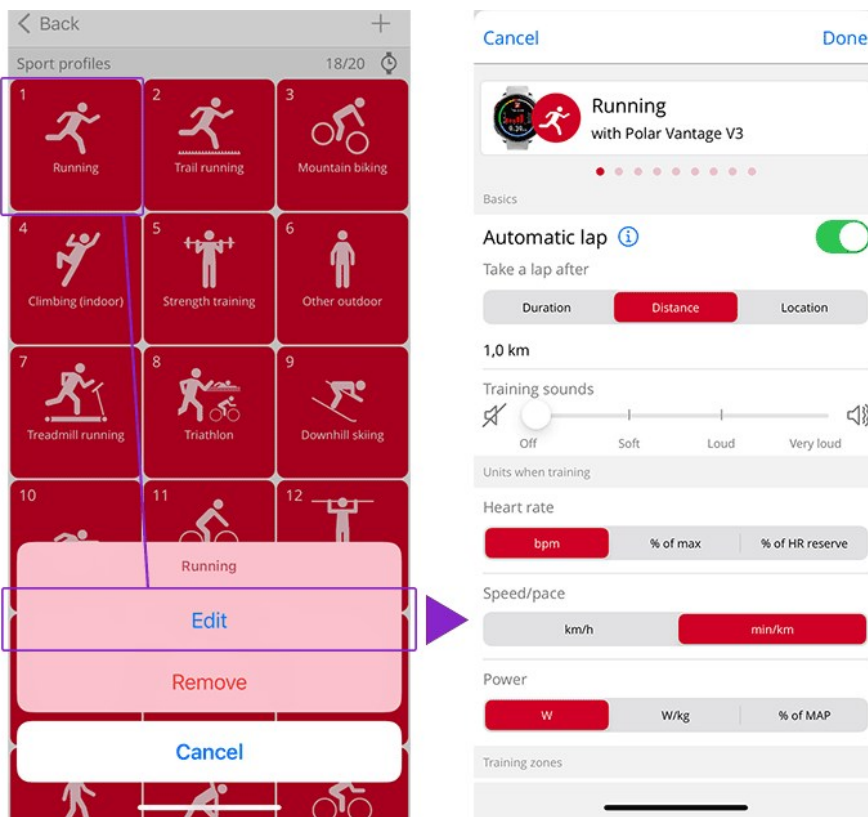 Back
Sport profiles 18/20
1
Running
2
Trail running
3
Mountain biking
4
Climbing (indoor)
5
Strength training
6
Other outdoor
7
Treadmill running
8
Triathlon
9
Downhill skiing
10
11
12
Running
Edit
Remove
Cancel
Cancel Done
Running
with Polar Vantage V3
Basics
Automatic lap
Take a lap after
Duration Distance Location
1,0 km
Training sounds
Off Soft Loud Very loud
Units when training
Heart rate
bpm % of max % of HR reserve
Speed/pace
km/h min/km
Power
W W/kg % of MAP
Training zones